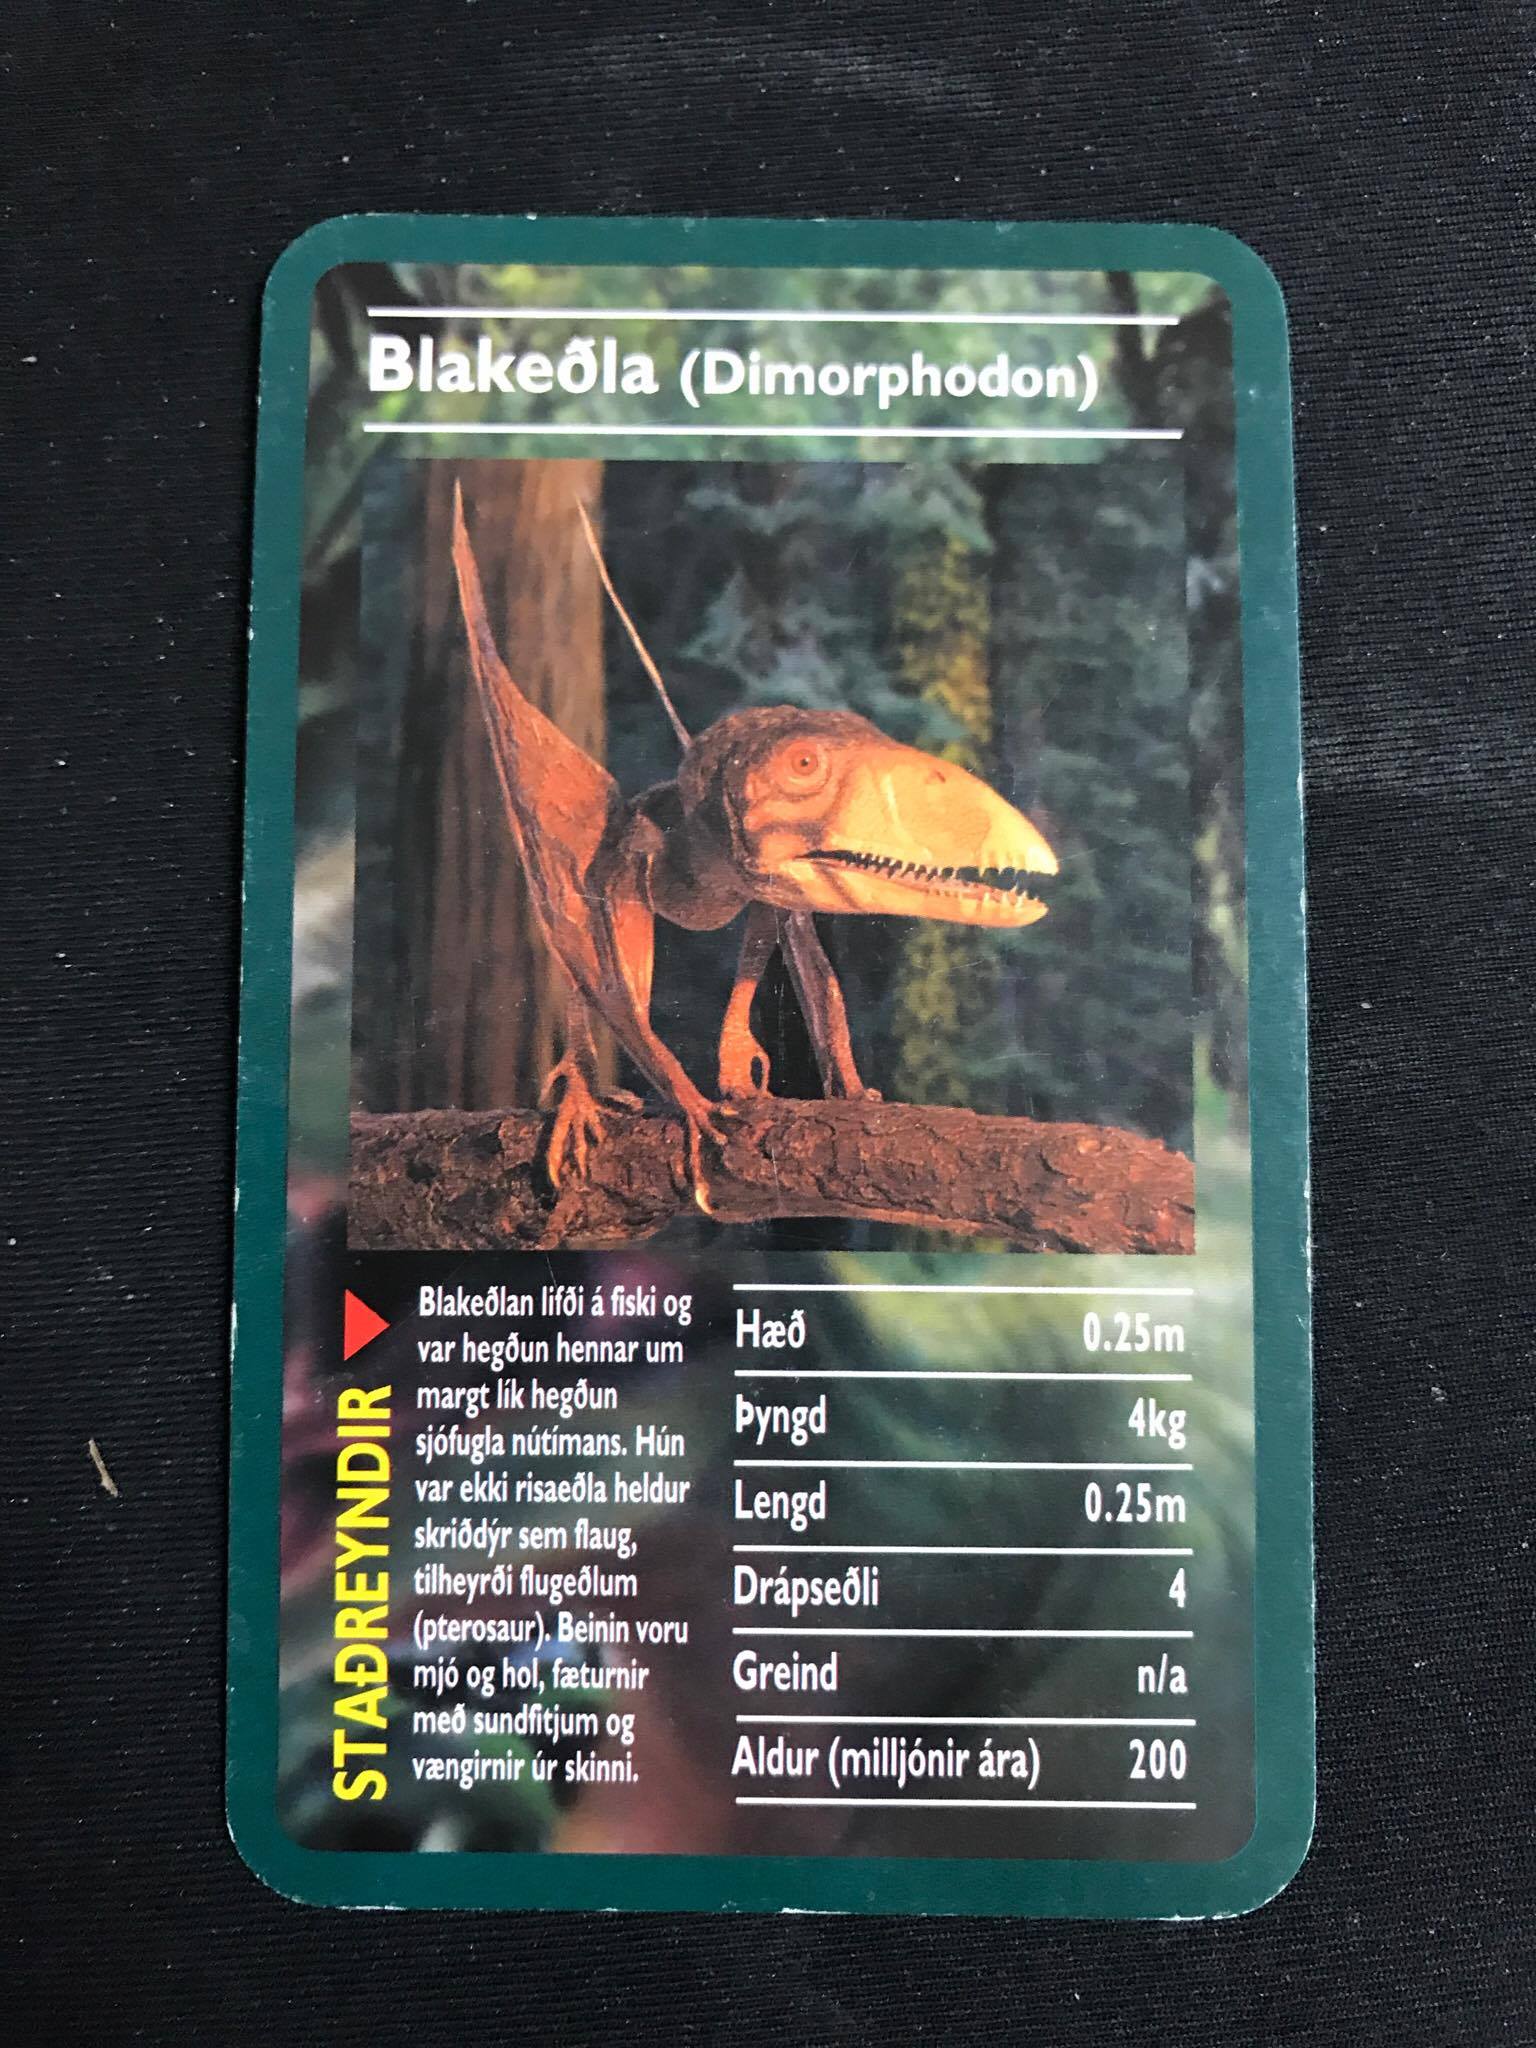 Blakeðla (Dimorphodon)
STAÐREYNDIR
Blakeðlan lifði á fiski og
var hegðun hennar um
margt lík hegðun
sjófugla nútímans. Hún
var ekki risaeðla heldur
skriðdýr sem flaug,
tilheyrði flugeðlum
(pterosaur). Beinin voru
mjó og hol, fæturnir
með sundfitjum og
vængirnir úr skinni.
Hæð 0.25m
Þyngd 4kg
Lengd 0.25m
Drápseðli 4
Greind n/a
Aldur (milljónir ára) 200